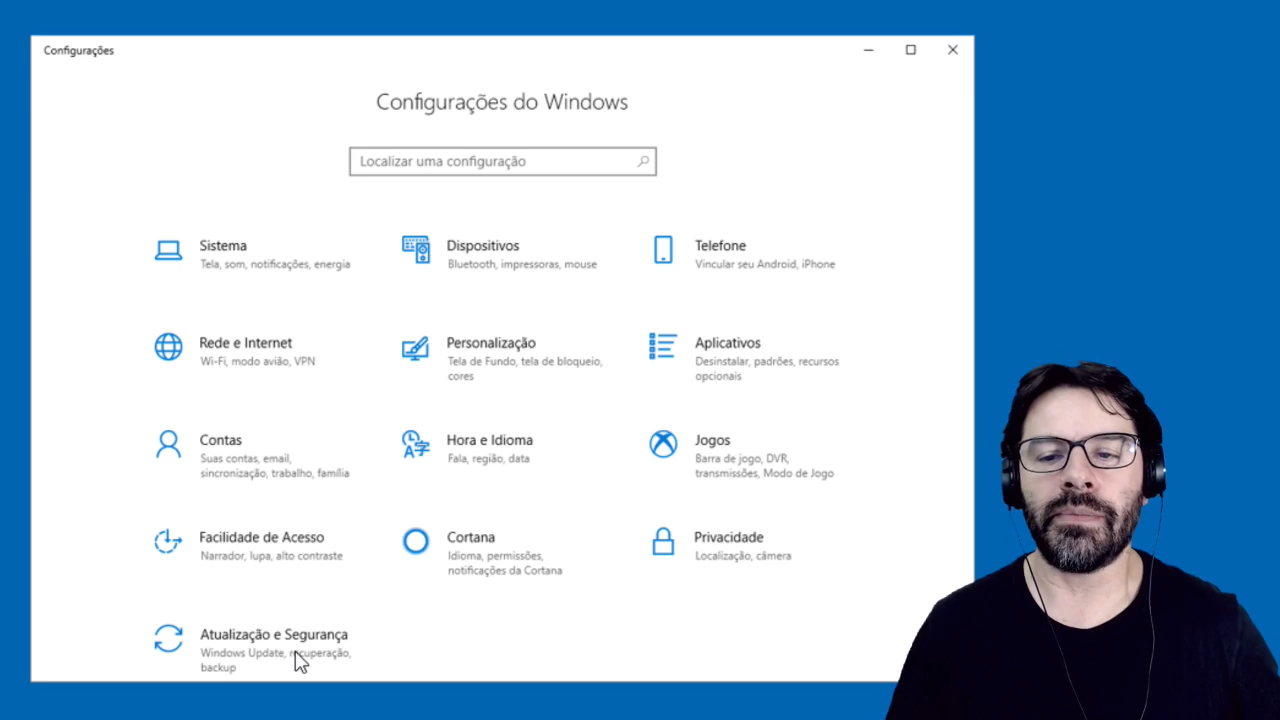 Configurações
Configurações do Windows
Localizar uma configuração
Sistema
Tela, som, notificações, energia
Dispositivos
Bluetooth, impressoras, mouse
Telefone
Vincular seu Android, iPhone
Rede e Internet
Wi-Fi, modo avião, VPN
Personalização
Tela de Fundo, tela de bloqueio,
cores
Aplicativos
Desinstalar, padrões, recursos
opcionais
Contas
Suas contas, email,
sincronização, trabalho, família
Hora e Idioma
Fala, região, data
Jogos
Barra de jogo, DVR,
transmissões, Modo de Jogo
Facilidade de Acesso
Narrador, lupa, alto contraste
Cortana
Idioma, permissões,
notificações da Cortana
Privacidade
Localização, câmera
Atualização e Segurança
Windows Update, recuperação,
backup